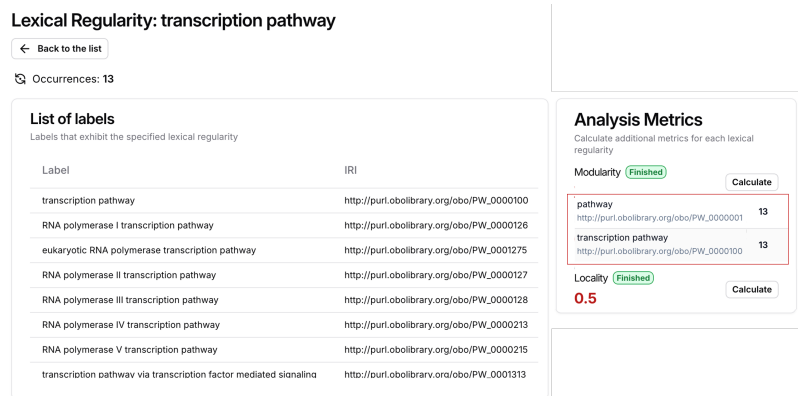 Lexical Regularity: transcription pathway
Back to the list
Occurrences: 13
List of labels
Labels that exhibit the specified lexical regularity
Label IRI
transcription pathway http://purl.obolibrary.org/obo/PW_0000100
RNA polymerase I transcription pathway http://purl.obolibrary.org/obo/PW_0000126
eukaryotic RNA polymerase transcription pathway http://purl.obolibrary.org/obo/PW_0001275
RNA polymerase II transcription pathway http://purl.obolibrary.org/obo/PW_0000127
RNA polymerase III transcription pathway http://purl.obolibrary.org/obo/PW_0000128
RNA polymerase IV transcription pathway http://purl.obolibrary.org/obo/PW_0000213
RNA polymerase V transcription pathway http://purl.obolibrary.org/obo/PW_0000215
transcription pathway via transcription factor mediated signaling http://purl.obolibrary.org/obo/PW_0001313
Analysis Metrics
Calculate additional metrics for each lexical
regularity
Modularity Finished
Calculate
pathway
http://purl.obolibrary.org/obo/PW_0000001 13
transcription pathway
http://purl.obolibrary.org/obo/PW_0000100 13
Locality Finished
Calculate
0.5